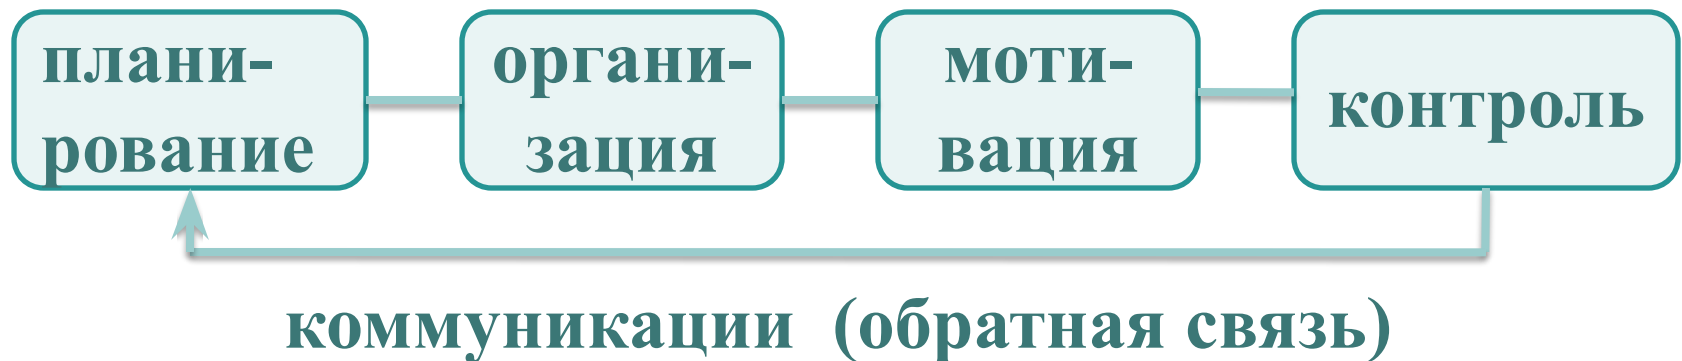 плани-
рование
органи-
зация
моти-
вация
контроль
коммуникации (обратная связь)